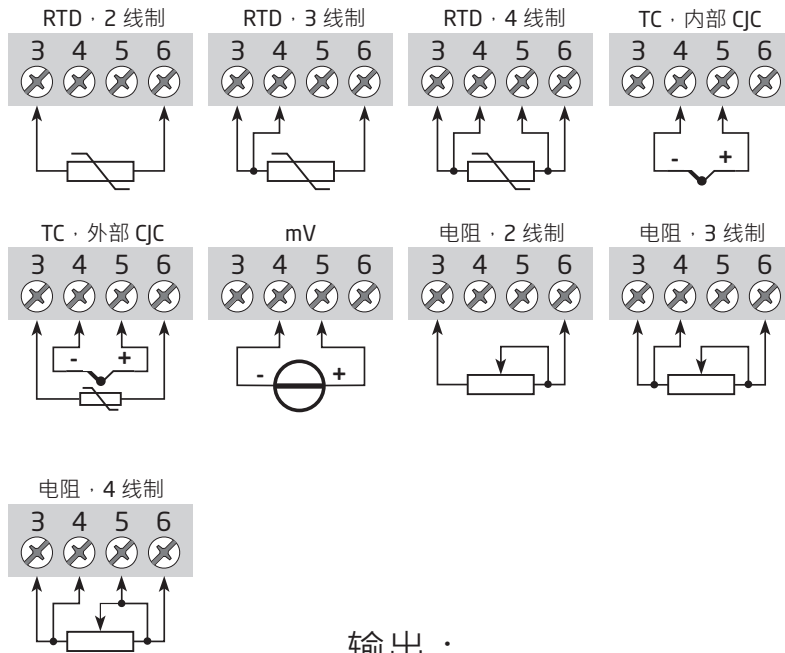 RTD · 2 线制
3 4 5 6
RTD · 3 线制
3 4 5 6
RTD · 4 线制
3 4 5 6
TC · 内部 CJC
3 4 5 6
- +
TC · 外部 CJC
3 4 5 6
- +
mV
3 4 5 6
- +
电阻 · 2 线制
3 4 5 6
电阻 · 3 线制
3 4 5 6
电阻 · 4 线制
3 4 5 6
输出 :